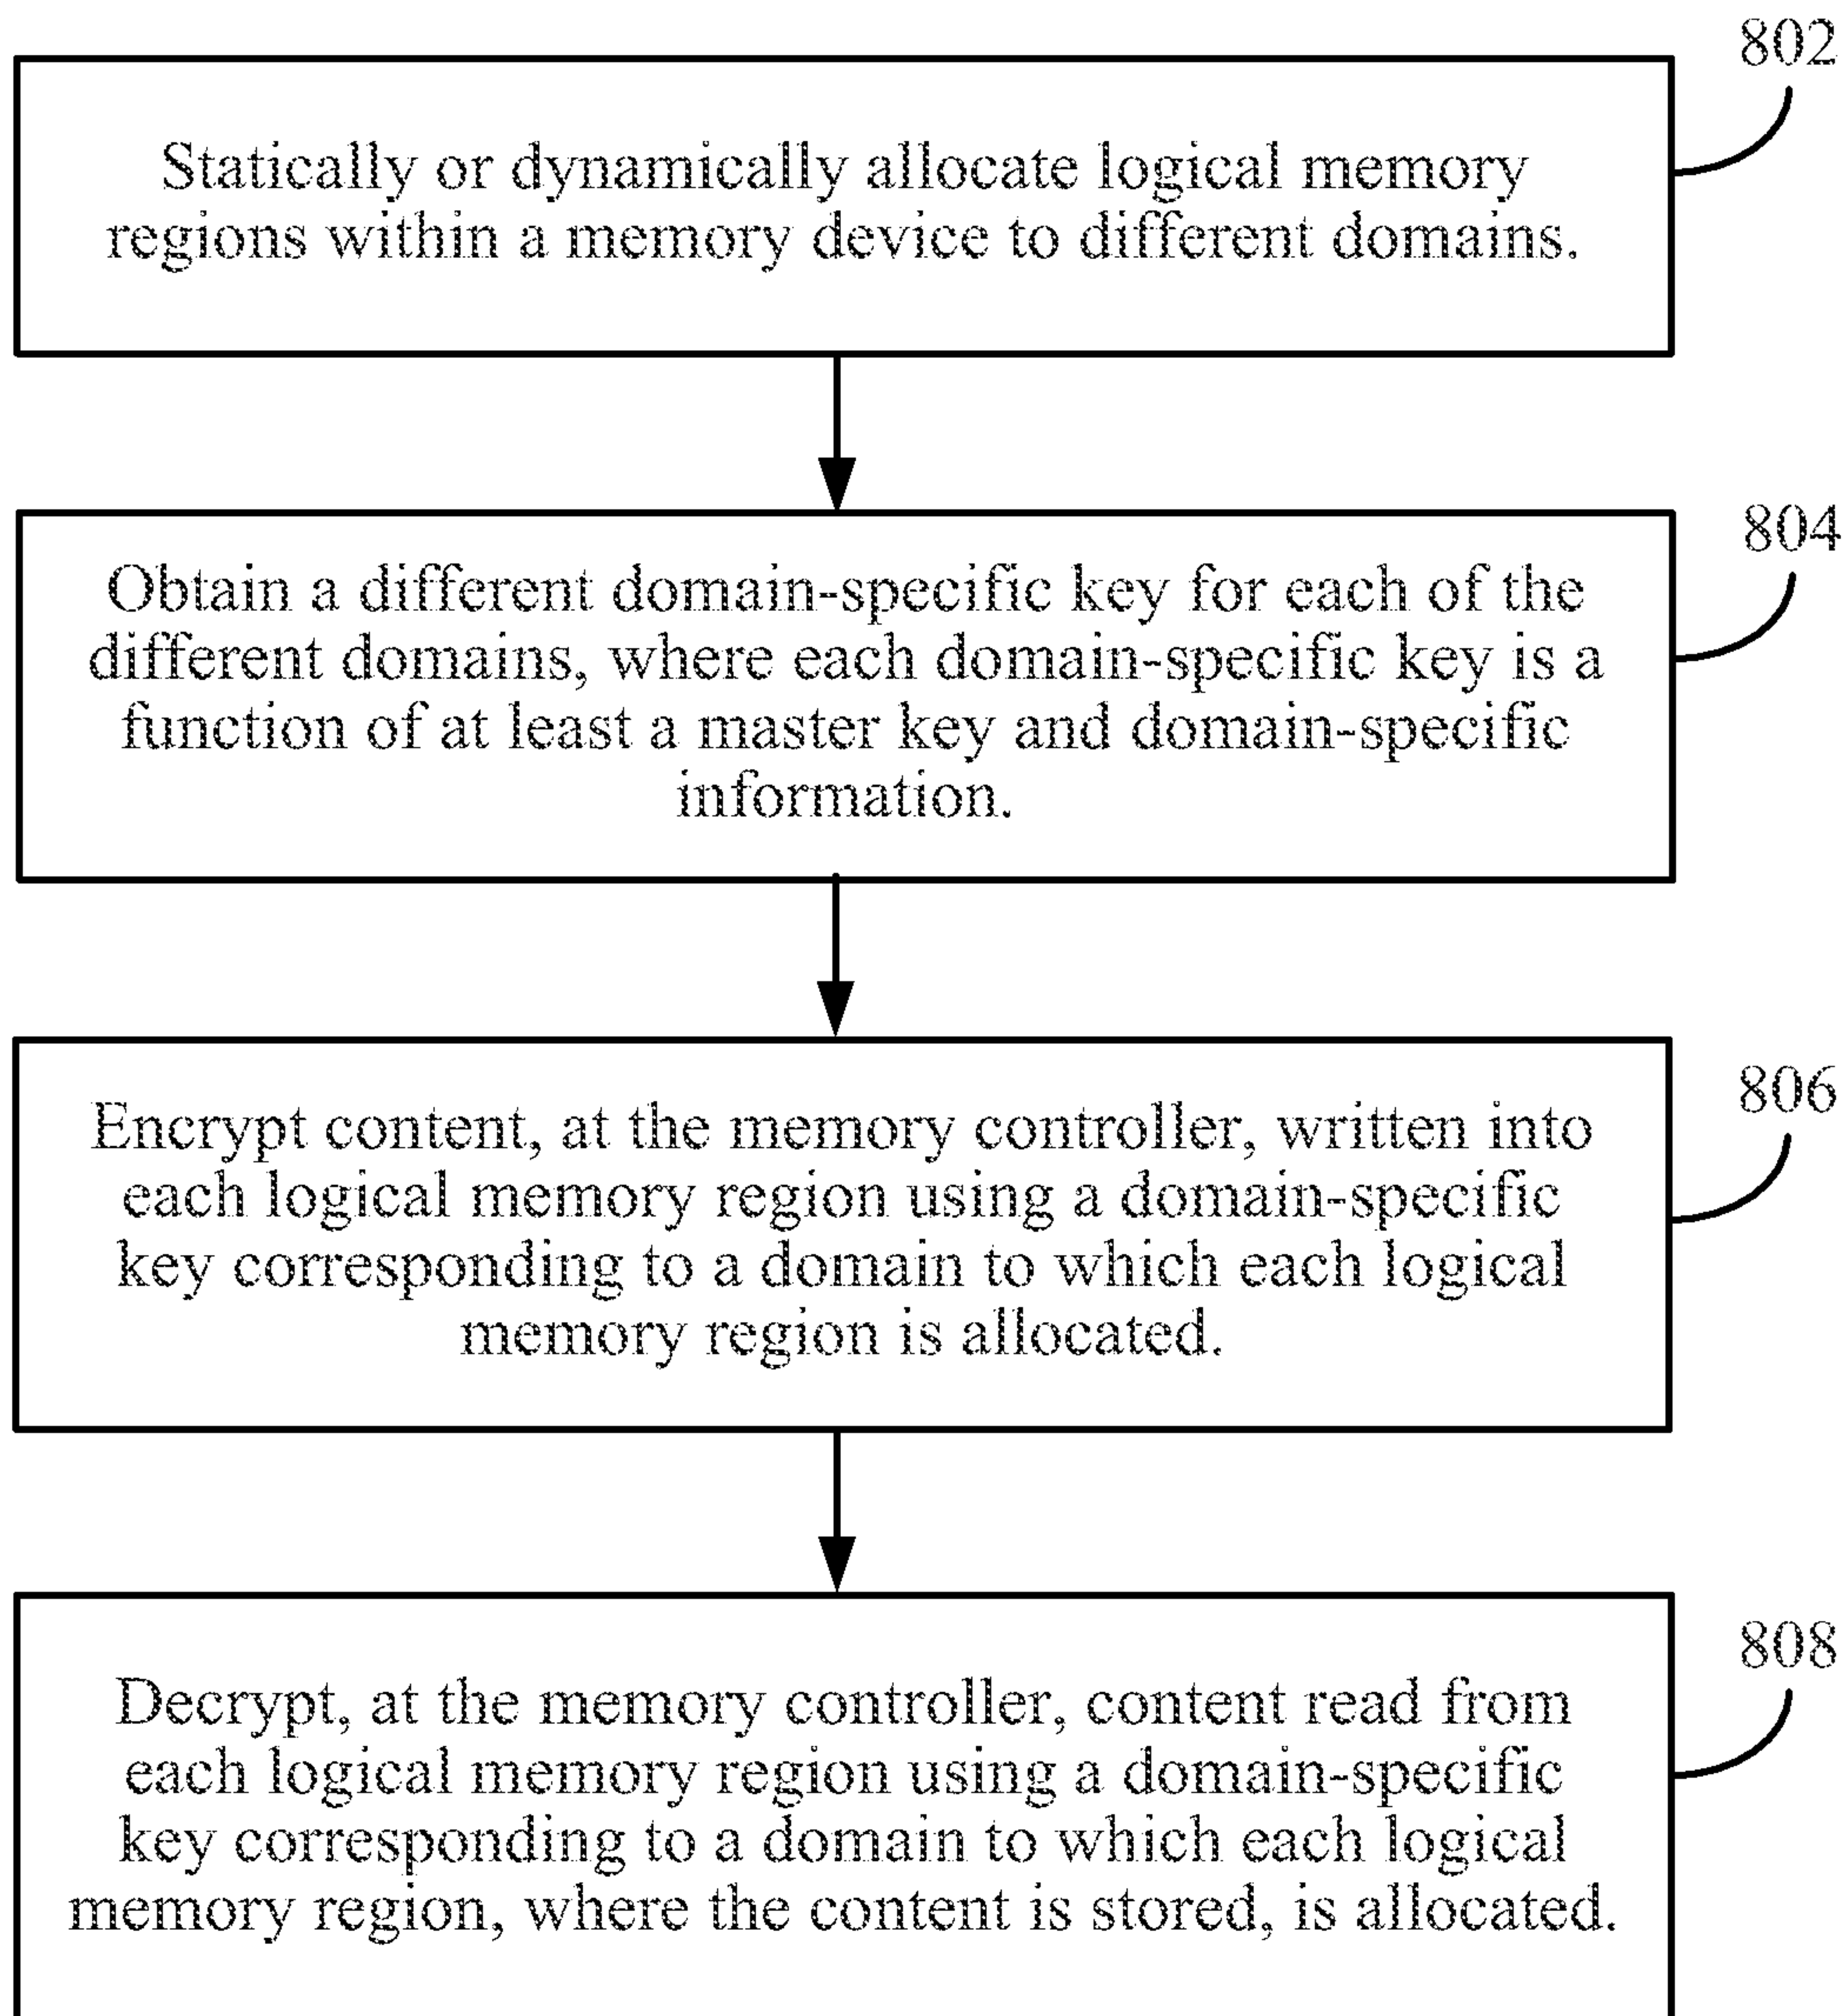 802
Statically or dynamically allocate logical memory
regions within a memory device to different domains.
804
Obtain a different domain-specific key for each of the
different domains, where each domain-specific key is a
function of at least a master key and domain-specific
information.
806
Encrypt content, at the memory controller, written into
each logical memory region using a domain-specific
key corresponding to a domain to which each logical
memory region is allocated.
808
Decrypt, at the memory controller, content read from
each logical memory region using a domain-specific
key corresponding to a domain to which each logical
memory region, where the content is stored, is allocated.